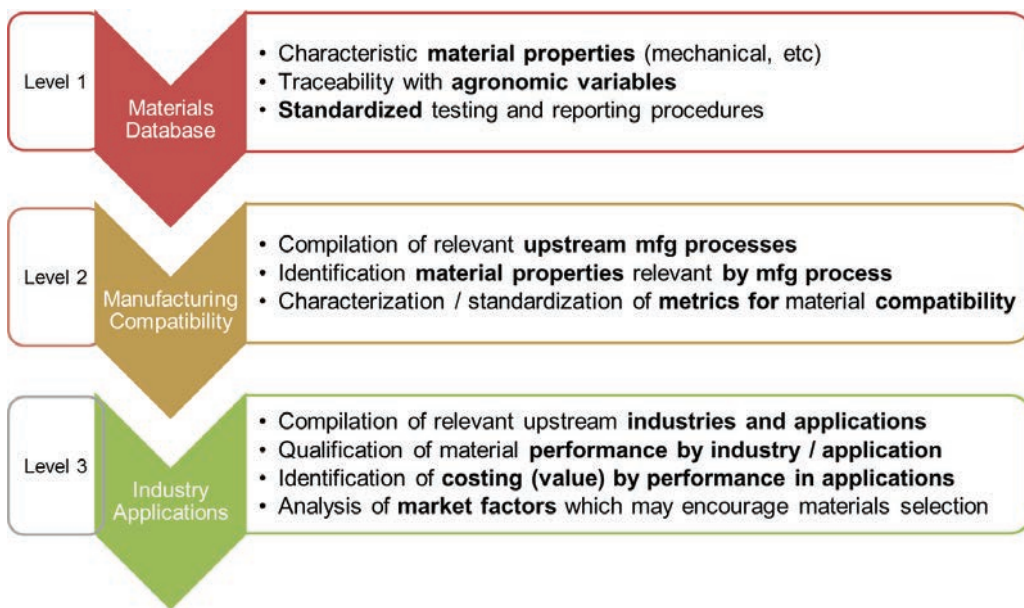 Level 1
Materials
Database
• Characteristic material properties (mechanical, etc)
• Traceability with agronomic variables
• Standardized testing and reporting procedures
Level 2
Manufacturing
Compatibility
• Compilation of relevant upstream mfg processes
• Identification material properties relevant by mfg process
• Characterization / standardization of metrics for material compatibility
Level 3
Industry
Applications
• Compilation of relevant upstream industries and applications
• Qualification of material performance by industry / application
• Identification of costing (value) by performance in applications
• Analysis of market factors which may encourage materials selection